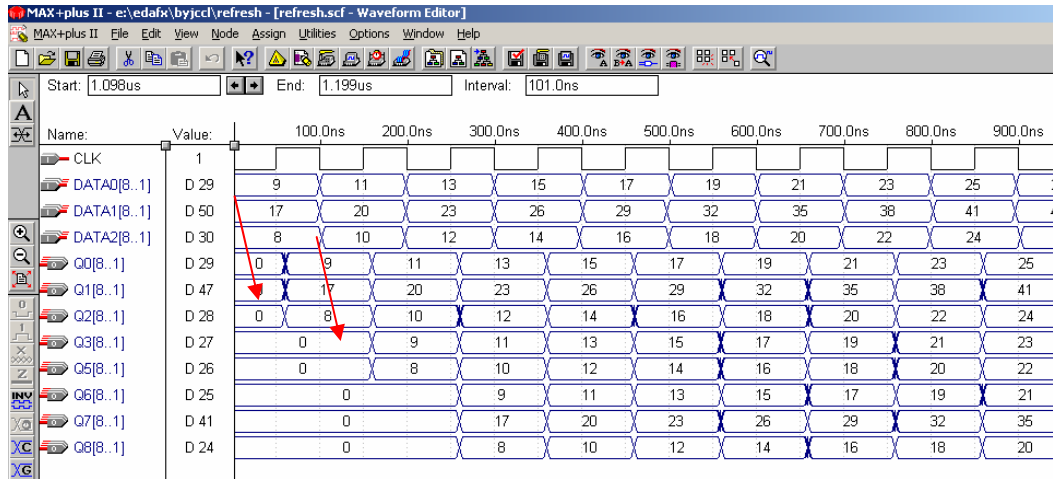 MAX+plus II - e:\edafx\byjccl\refresh - [refresh.scf - Waveform Editor]
MAX+plus II File Edit View Node Assign Utilities Options Window Help
Start: 1.098us End: 1.199us Interval: 101.0ns
Name: Value: 100.0ns 200.0ns 300.0ns 400.0ns 500.0ns 600.0ns 700.0ns 800.0ns 900.0ns
CLK 1
DATA0[8..1] D 29 9 11 13 15 17 19 21 23 25
DATA1[8..1] D 50 17 20 23 26 29 32 35 38 41
DATA2[8..1] D 30 8 10 12 14 16 18 20 22 24
Q0[8..1] D 29 0 9 11 13 15 17 19 21 23 25
Q1[8..1] D 47 17 20 23 26 29 32 35 38 41
Q2[8..1] D 28 0 8 10 12 14 16 18 20 22 24
Q3[8..1] D 27 0 9 11 13 15 17 19 21 23
Q5[8..1] D 26 0 8 10 12 14 16 18 20 22
Q6[8..1] D 25 0 9 11 13 15 17 19 21
Q7[8..1] D 41 0 17 20 23 26 29 32 35
Q8[8..1] D 24 0 8 10 12 14 16 18 20